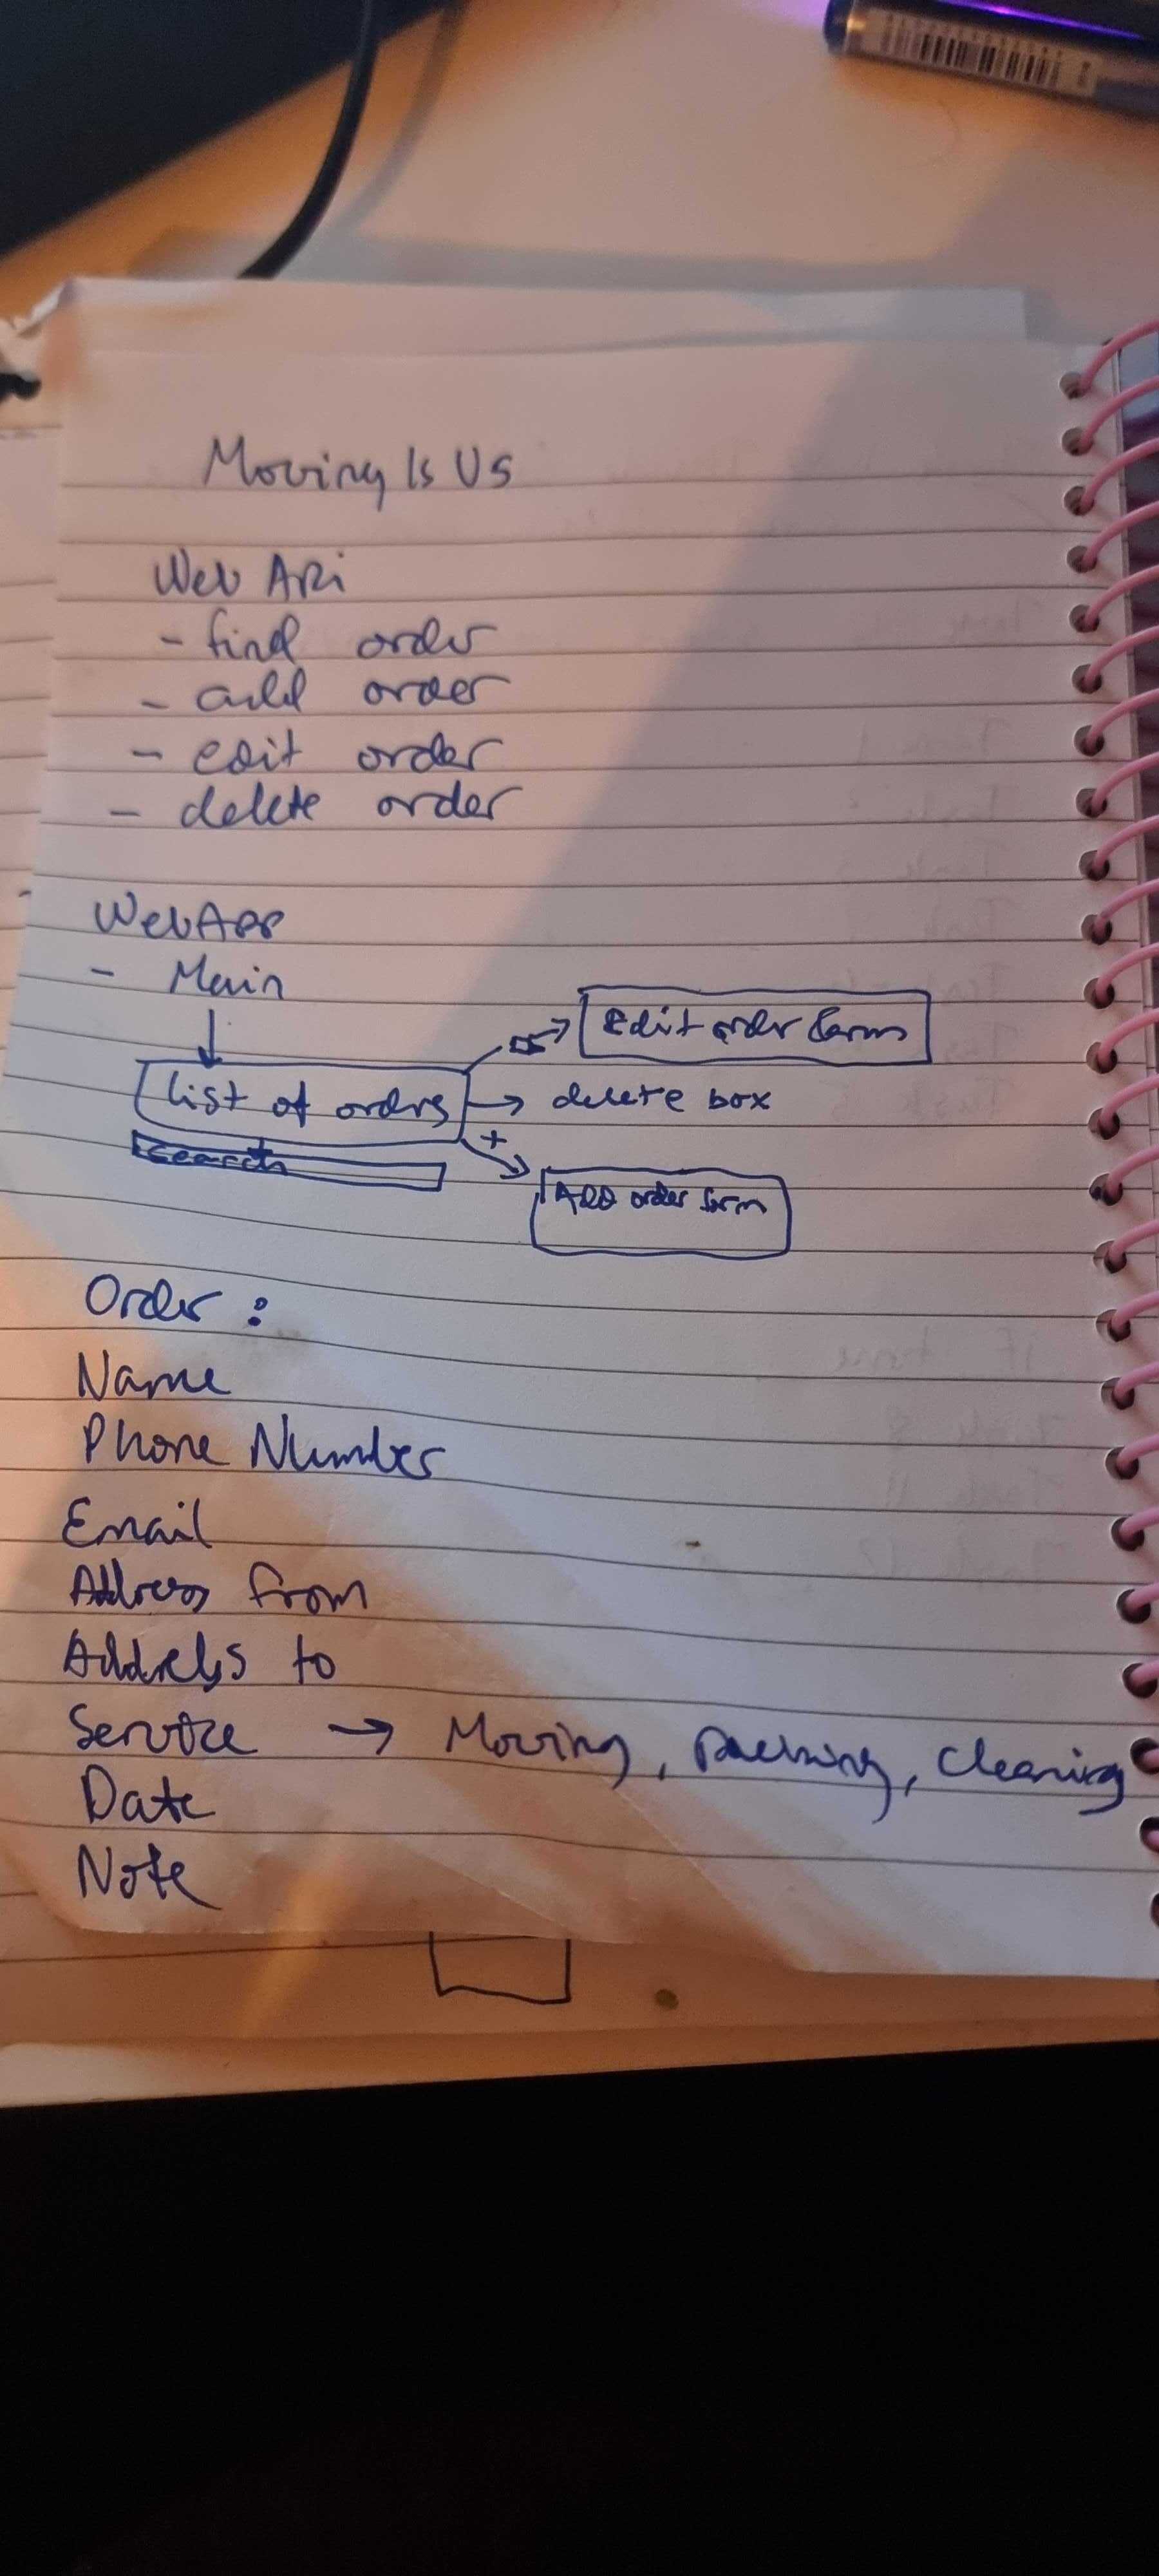 Moving Is Us
Web Api
- find order
- add order
- edit order
- delete order
WebApp
- Main
Edit order form
list of orders
delete box
+
search
Add order form
Order :
Name
Phone Number
Email
Address from
Address to
Service → Moving, packing, cleaning
Date
Note